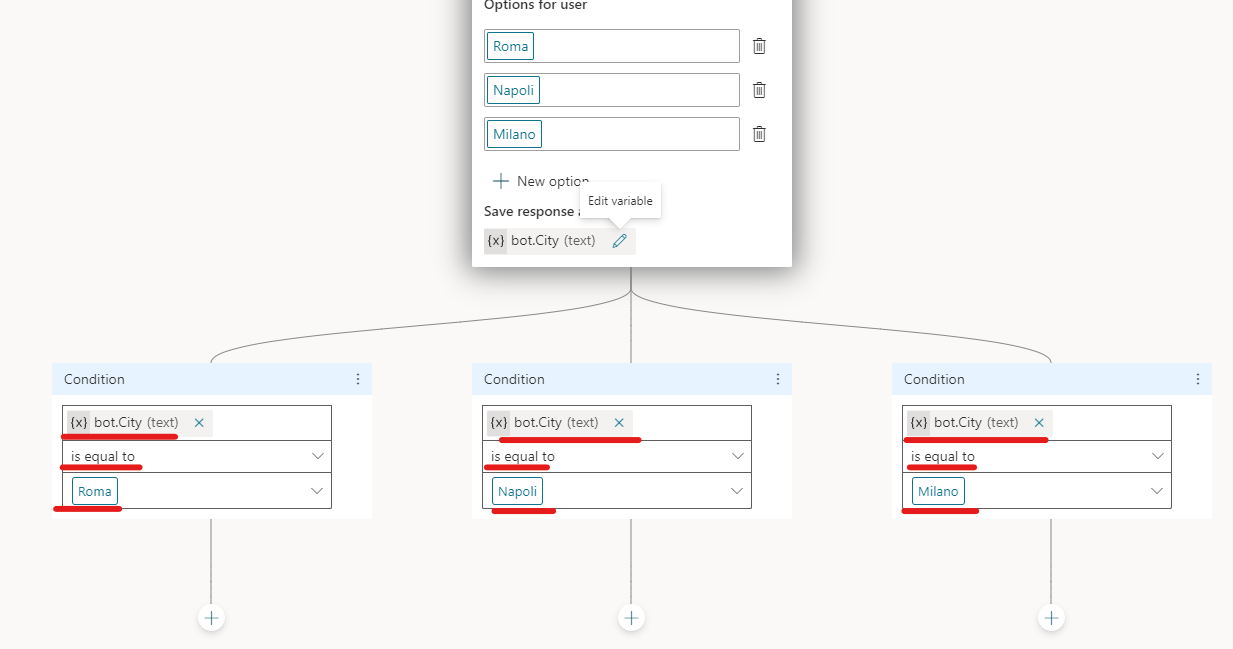 Options for user
Roma
Napoli
Milano
New option
Edit variable
Save response
{x} bot.City (text)
Condition
Condition
Condition
{x} bot.City (text)
{x} bot.City (text)
{x} bot.City (text)
is equal to
is equal to
is equal to
Roma
Napoli
Milano